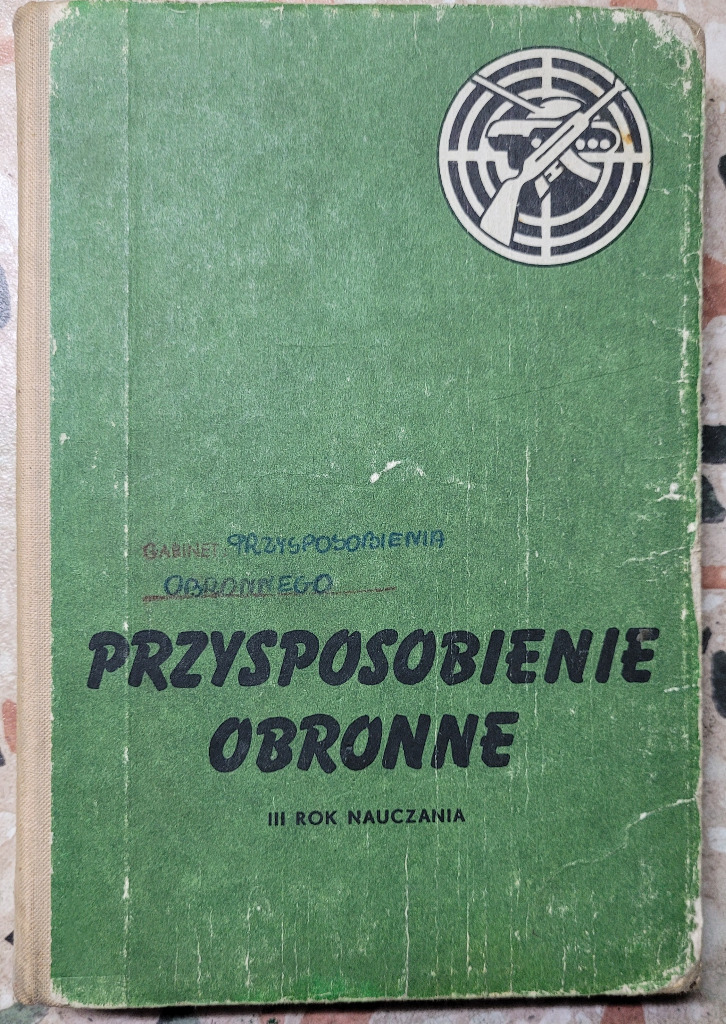 GABINET PRZYSPOSOBIENIA
OBRONNEGO
PRZYSPOSOBIENIE
OBRONNE
III ROK NAUCZANIA